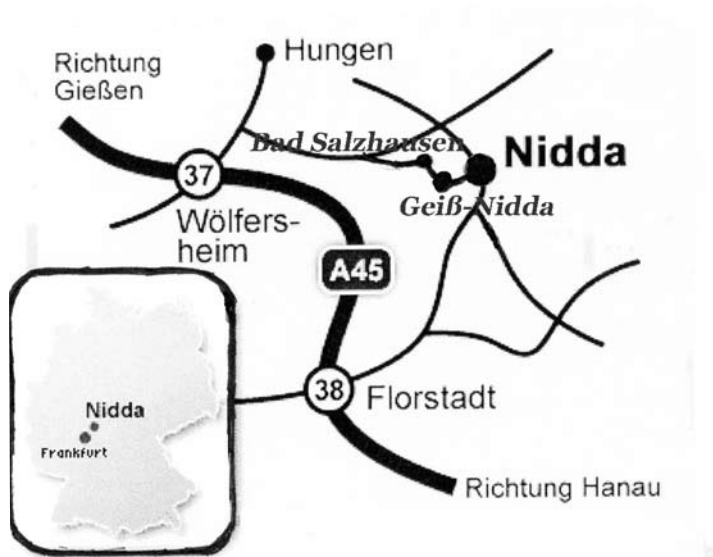 Hungen
Richtung
Gießen
Bad Salzhausen
Nidda
37
Geiß-Nidda
Wölfers-
heim
A45
38
Florstadt
Nidda
Frankfurt
Richtung Hanau